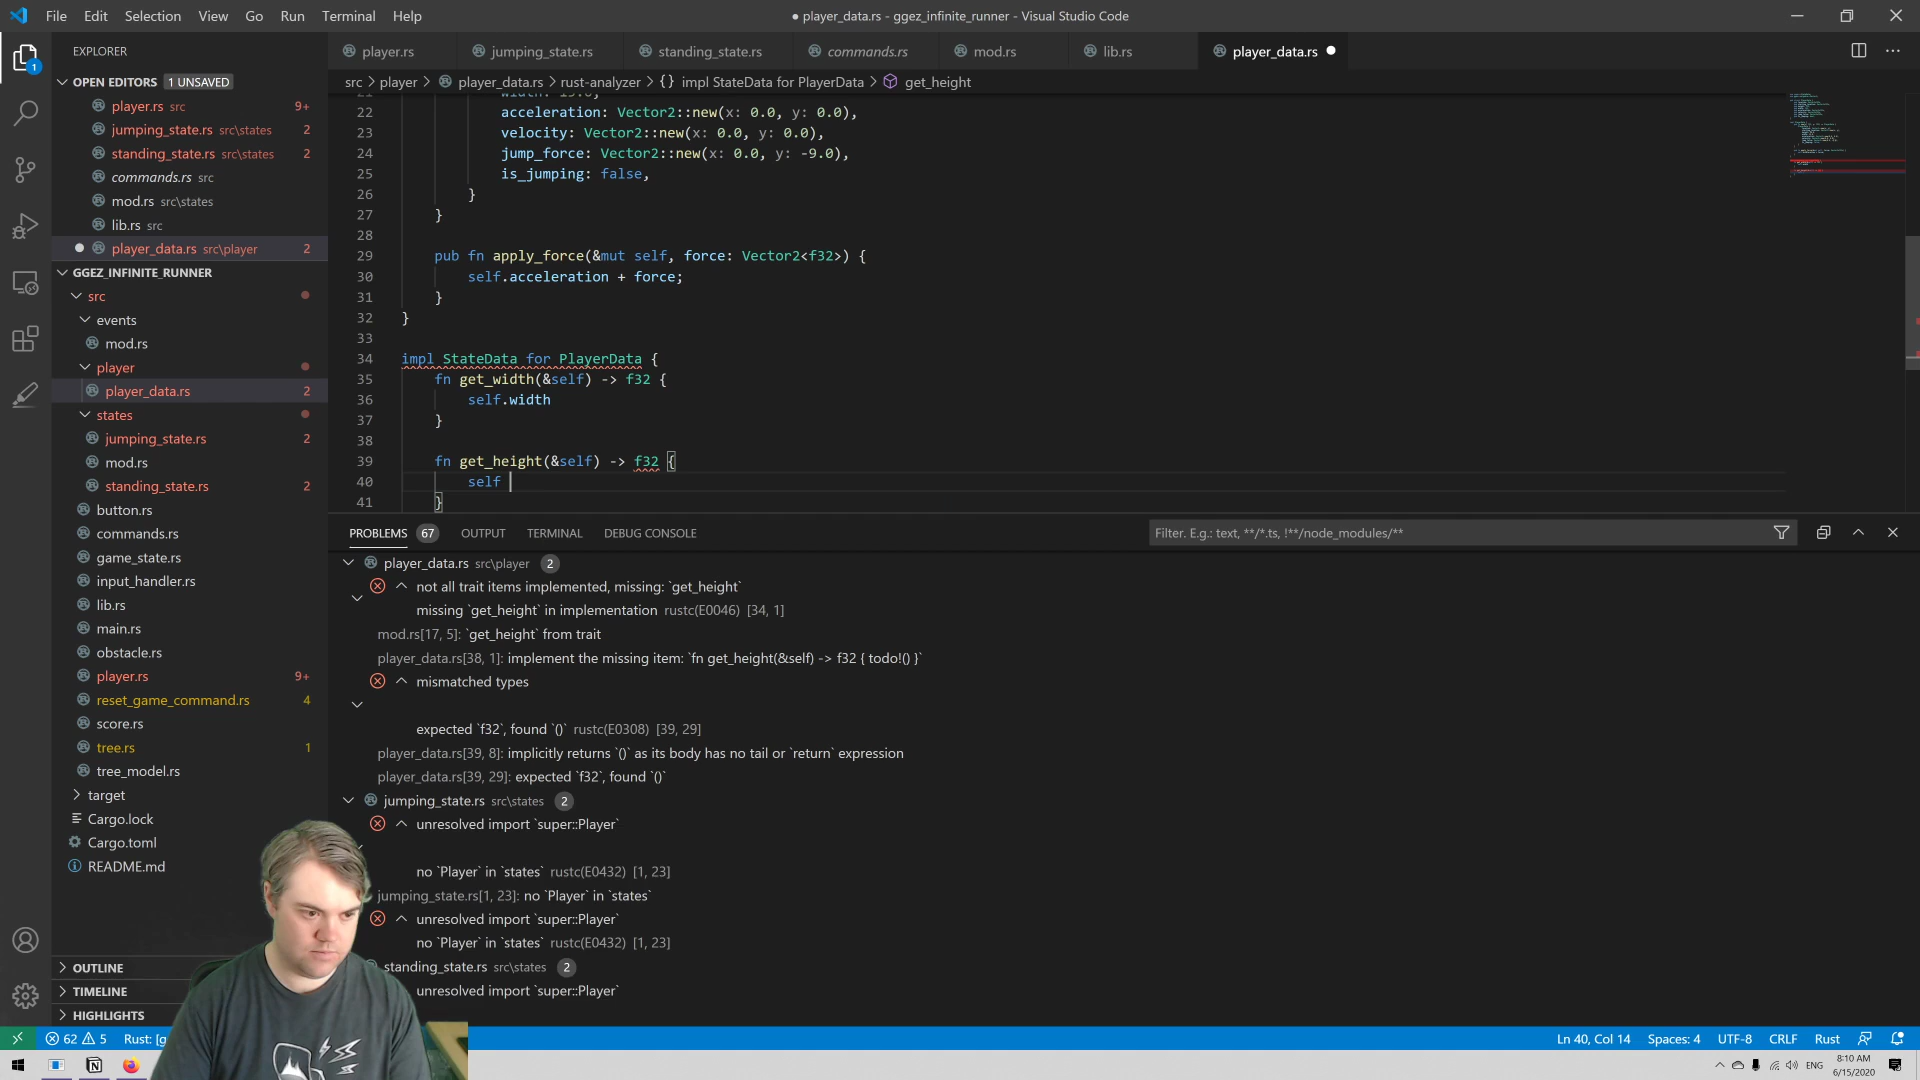 File Edit Selection View Go Run Terminal Help
● player_data.rs - ggez_infinite_runner - Visual Studio Code
EXPLORER
player.rs jumping_state.rs standing_state.rs commands.rs mod.rs lib.rs player_data.rs
OPEN EDITORS 1 UNSAVED
player.rs src 9+
jumping_state.rs src\states 2
standing_state.rs src\states 2
commands.rs src
mod.rs src\states
lib.rs src
player_data.rs src\player 2
GGEZ_INFINITE_RUNNER
src
events
mod.rs
player
player_data.rs 2
states
jumping_state.rs 2
mod.rs
standing_state.rs 2
button.rs
commands.rs
game_state.rs
input_handler.rs
lib.rs
main.rs
obstacle.rs
player.rs 9+
reset_game_command.rs 4
score.rs
tree.rs 1
tree_model.rs
target
Cargo.lock
Cargo.toml
README.md
OUTLINE
TIMELINE
HIGHLIGHTS
src > player > player_data.rs > rust-analyzer > {} impl StateData for PlayerData > get_height
22 acceleration: Vector2::new(x: 0.0, y: 0.0),
23 velocity: Vector2::new(x: 0.0, y: 0.0),
24 jump_force: Vector2::new(x: 0.0, y: -9.0),
25 is_jumping: false,
26 }
27 }
28
29 pub fn apply_force(&mut self, force: Vector2<f32>) {
30 self.acceleration + force;
31 }
32 }
33
34 impl StateData for PlayerData {
35 fn get_width(&self) -> f32 {
36 self.width
37 }
38
39 fn get_height(&self) -> f32 {
40 self
41 }
PROBLEMS 67 OUTPUT TERMINAL DEBUG CONSOLE
Filter. E.g.: text, **/*.ts, !**/node_modules/**
player_data.rs src\player 2
not all trait items implemented, missing: `get_height`
missing `get_height` in implementation rustc(E0046) [34, 1]
mod.rs[17, 5]: `get_height` from trait
player_data.rs[38, 1]: implement the missing item: `fn get_height(&self) -> f32 { todo!() }`
mismatched types
expected `f32`, found `()` rustc(E0308) [39, 29]
player_data.rs[39, 8]: implicitly returns `()` as its body has no tail or `return` expression
player_data.rs[39, 29]: expected `f32`, found `()`
jumping_state.rs src\states 2
unresolved import `super::Player`
no `Player` in `states` rustc(E0432) [1, 23]
jumping_state.rs[1, 23]: no `Player` in `states`
unresolved import `super::Player`
no `Player` in `states` rustc(E0432) [1, 23]
standing_state.rs src\states 2
unresolved import `super::Player`
62 5 Rust: [g
Ln 40, Col 14 Spaces: 4 UTF-8 CRLF Rust
ENG 8:10 AM
6/15/2020